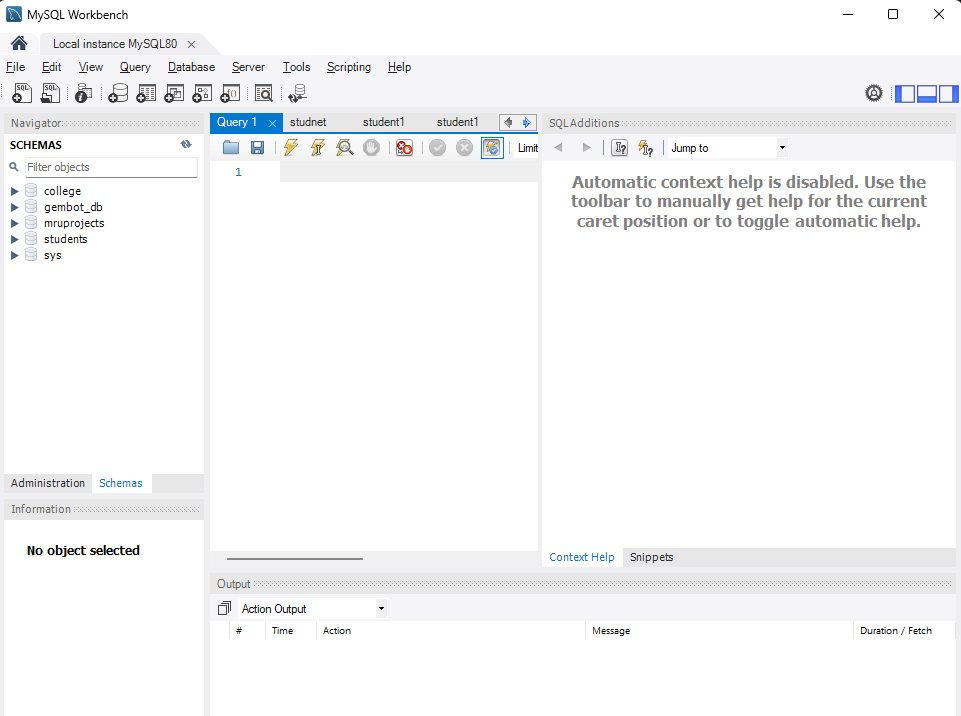 MySQL Workbench
Local instance MySQL80
File Edit View Query Database Server Tools Scripting Help
Navigator
SCHEMAS
Filter objects
college
gembot_db
mruprojects
students
sys
Administration Schemas
Information
No object selected
Query 1 studnet student1 student1
Limit
1
SQLAdditions
Jump to
Automatic context help is disabled. Use the
toolbar to manually get help for the current
caret position or to toggle automatic help.
Context Help Snippets
Output
Action Output
# Time Action Message Duration / Fetch